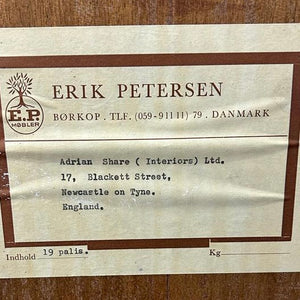 E.P.
MØBLER
ERIK PETERSEN
BØRKOP . TLF. (059-91111) 79 . DANMARK
Adrian Share ( Interiors) Ltd.
17, Blackett Street,
Newcastle on Tyne.
England.
Indhold 19 palis. Kg